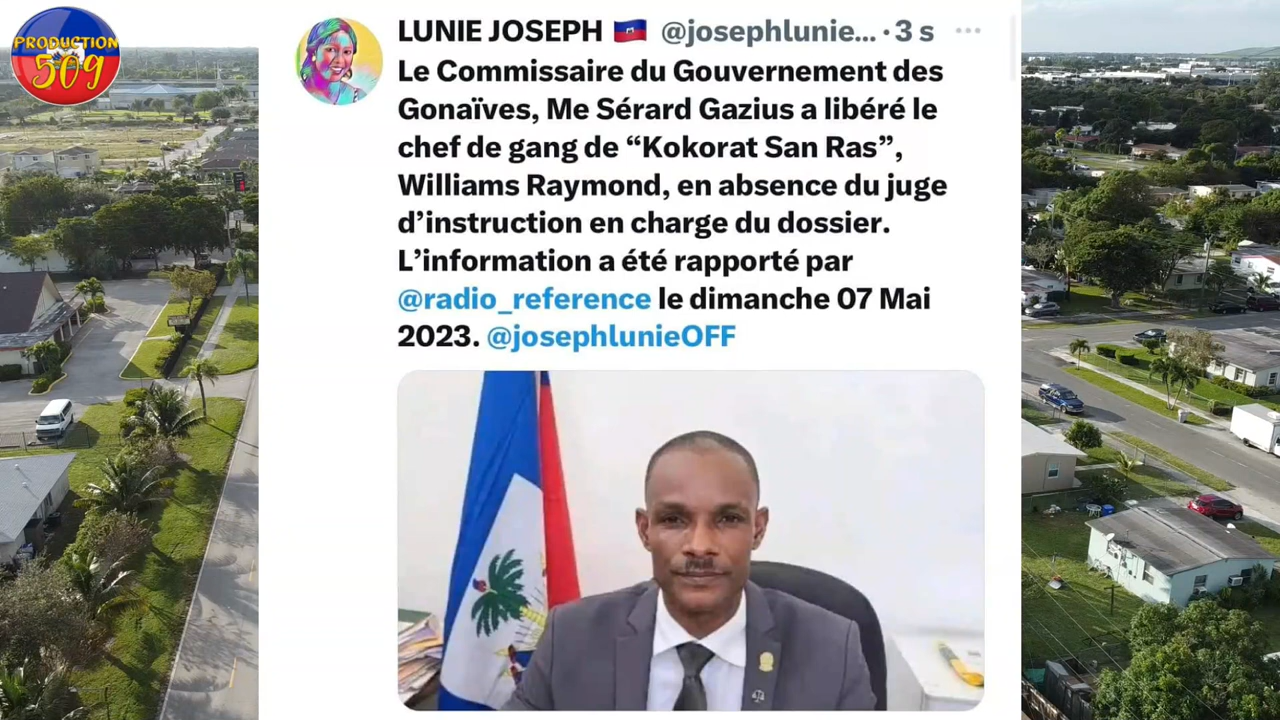 PRODUCTION
509
LUNIE JOSEPH 🇭🇹 @josephlunie... · 3 s ...
Le Commissaire du Gouvernement des
Gonaïves, Me Sérard Gazius a libéré le
chef de gang de “Kokorat San Ras”,
Williams Raymond, en absence du juge
d’instruction en charge du dossier.
L’information a été rapporté par
@radio_reference le dimanche 07 Mai
2023. @josephlunieOFF